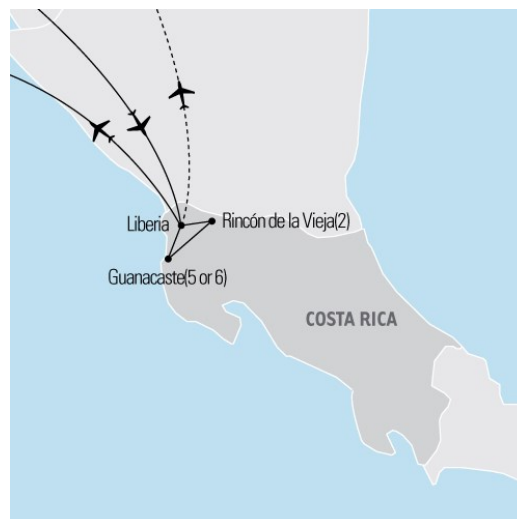 Liberia
Rincón de la Vieja(2)
Guanacaste(5 or 6)
COSTA RICA